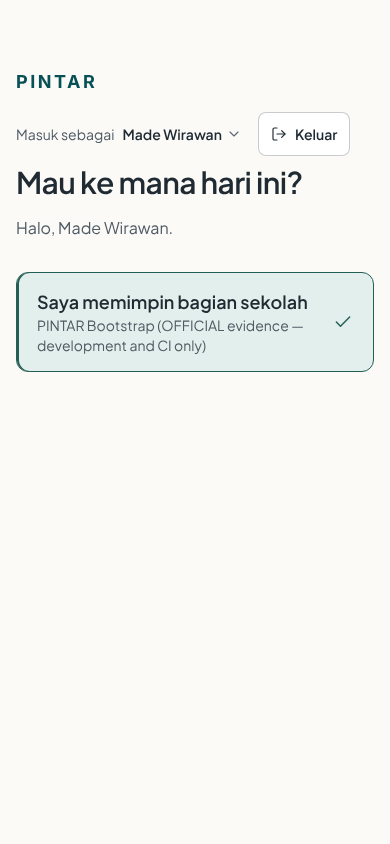 PINTAR
Masuk sebagai Made Wirawan Keluar
Mau ke mana hari ini?
Halo, Made Wirawan.
Saya memimpin bagian sekolah
PINTAR Bootstrap (OFFICIAL evidence —
development and CI only)